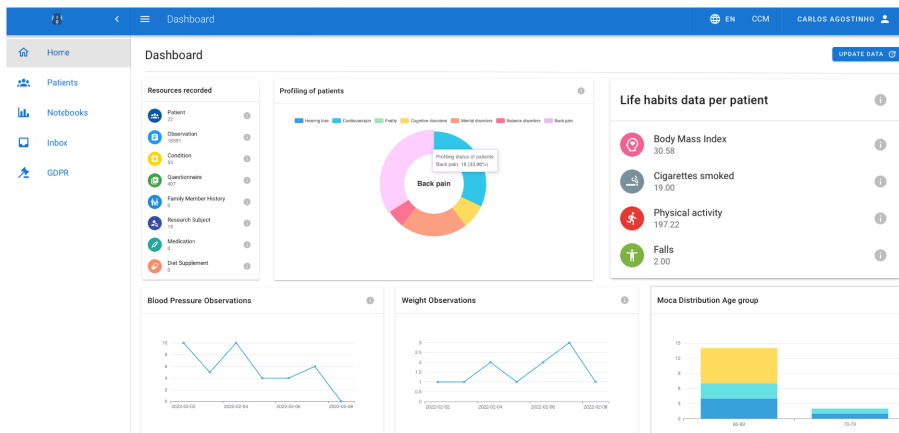 Dashboard
EN
CCM
CARLOS AGOSTINHO
Home
Patients
Notebooks
Inbox
GDPR
Dashboard
UPDATE DATA
Resources recorded
Patient
22
Observation
Condition
53
Questionnaire
407
Family Member History
0
Research Subject
15
Medication
0
Diet Supplement
0
Profiling of patients
Hearing loss
Cardiovascular
Frailty
Cognitive disorders
Mental disorders
Balance disorders
Back pain
Profiling status of patients
Back pain: 18 (33.96%)
Back pain
Life habits data per patient
Body Mass Index
30.58
Cigarettes smoked
19.00
Physical activity
197.22
Falls
2.00
Blood Pressure Observations
10
8
6
4
2
0
2022-02-02
2022-02-04
2022-02-06
2022-02-08
Weight Observations
3
2.5
2
1.5
1
0.5
0
2022-02-02
2022-02-04
2022-02-06
2022-02-08
Moca Distribution Age group
15
12
9
6
3
0
60-69
70-79